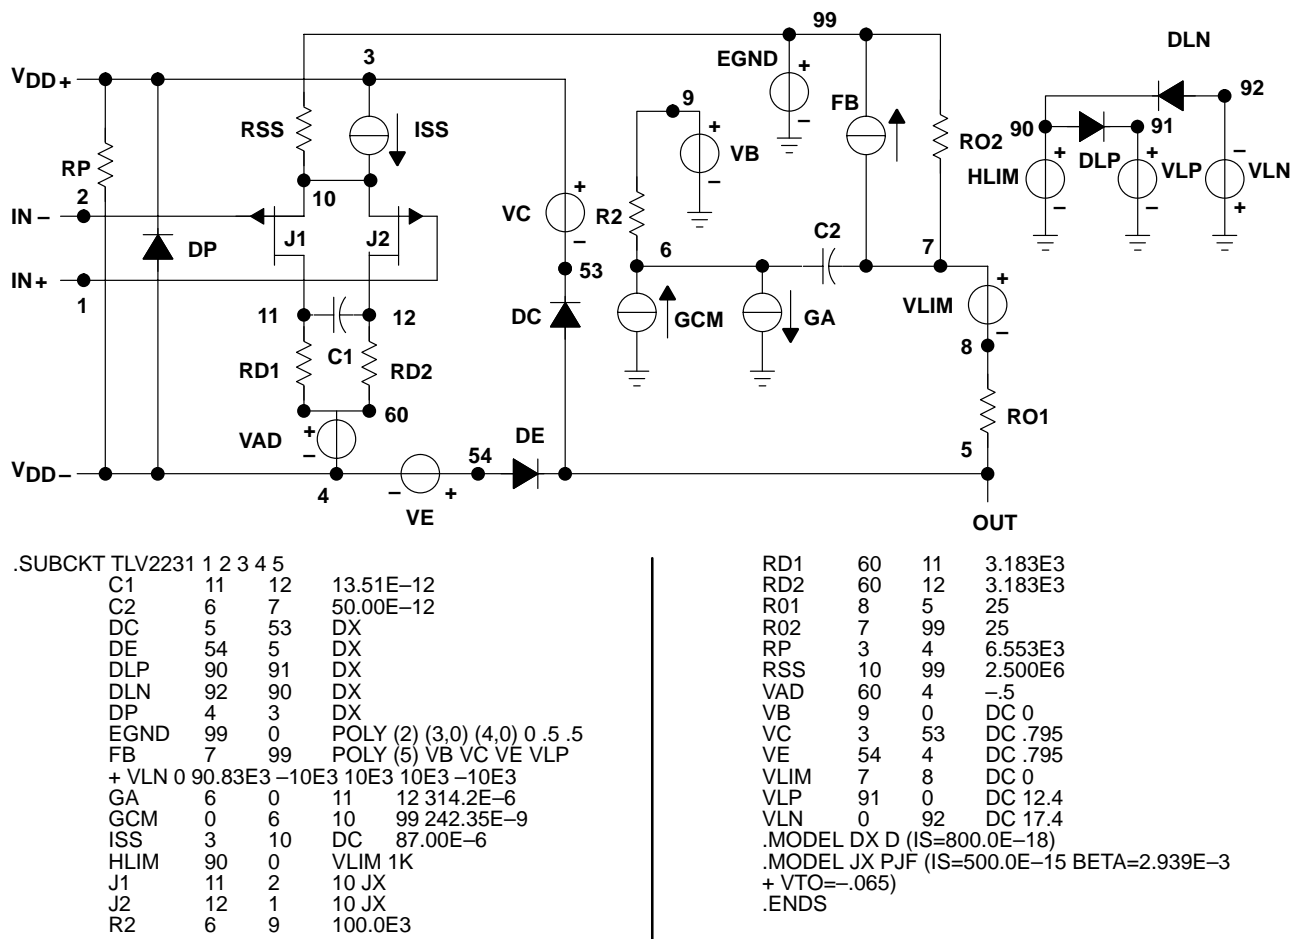 99
DLN
3
EGND
+
VDD+
9
+
FB
92
RSS
ISS
–
90
91
–
RO2
DLP
RP
VB
–
+
+
HLIM
VLP
VLN
2
10
–
–
+
IN–
+
VC
R2
C2
J1
J2
–
DP
6
7
IN+
53
+
1
VLIM
11
12
DC
GCM
GA
–
C1
8
RD1
RD2
60
RO1
+
VAD
DE
–
54
5
VDD–
4
–
+
VE
OUT
.SUBCKT TLV2231 1 2 3 4 5
C1 11 12 13.51E–12
C2 6 7 50.00E–12
DC 5 53 DX
DE 54 5 DX
DLP 90 91 DX
DLN 92 90 DX
DP 4 3 DX
EGND 99 0 POLY (2) (3,0) (4,0) 0 .5 .5
FB 7 99 POLY (5) VB VC VE VLP
+ VLN 0 90.83E3 –10E3 10E3 10E3 –10E3
GA 6 0 11 12 314.2E–6
GCM 0 6 10 99 242.35E–9
ISS 3 10 DC 87.00E–6
HLIM 90 0 VLIM 1K
J1 11 2 10 JX
J2 12 1 10 JX
R2 6 9 100.0E3
RD1 60 11 3.183E3
RD2 60 12 3.183E3
R01 8 5 25
R02 7 99 25
RP 3 4 6.553E3
RSS 10 99 2.500E6
VAD 60 4 –.5
VB 9 0 DC 0
VC 3 53 DC .795
VE 54 4 DC .795
VLIM 7 8 DC 0
VLP 91 0 DC 12.4
VLN 0 92 DC 17.4
.MODEL DX D (IS=800.0E–18)
.MODEL JX PJF (IS=500.0E–15 BETA=2.939E–3
+ VTO=–.065)
.ENDS